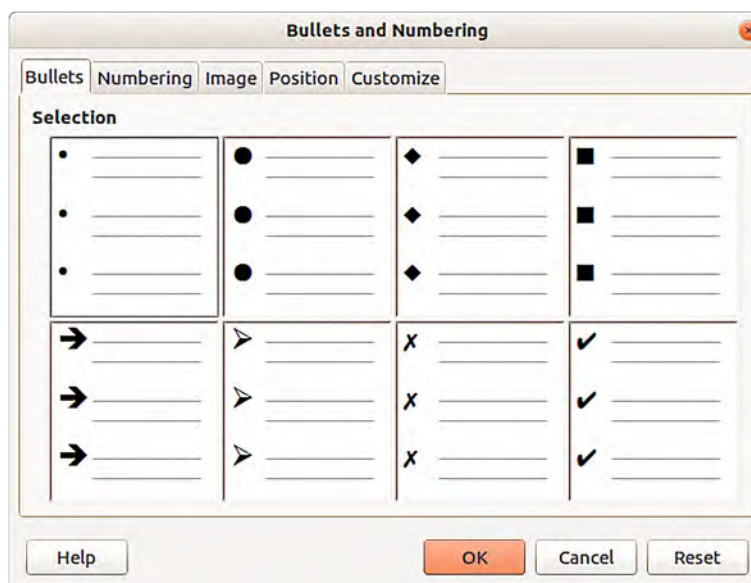 Bullets and Numbering
Bullets Numbering Image Position Customize
Selection
Help OK Cancel Reset